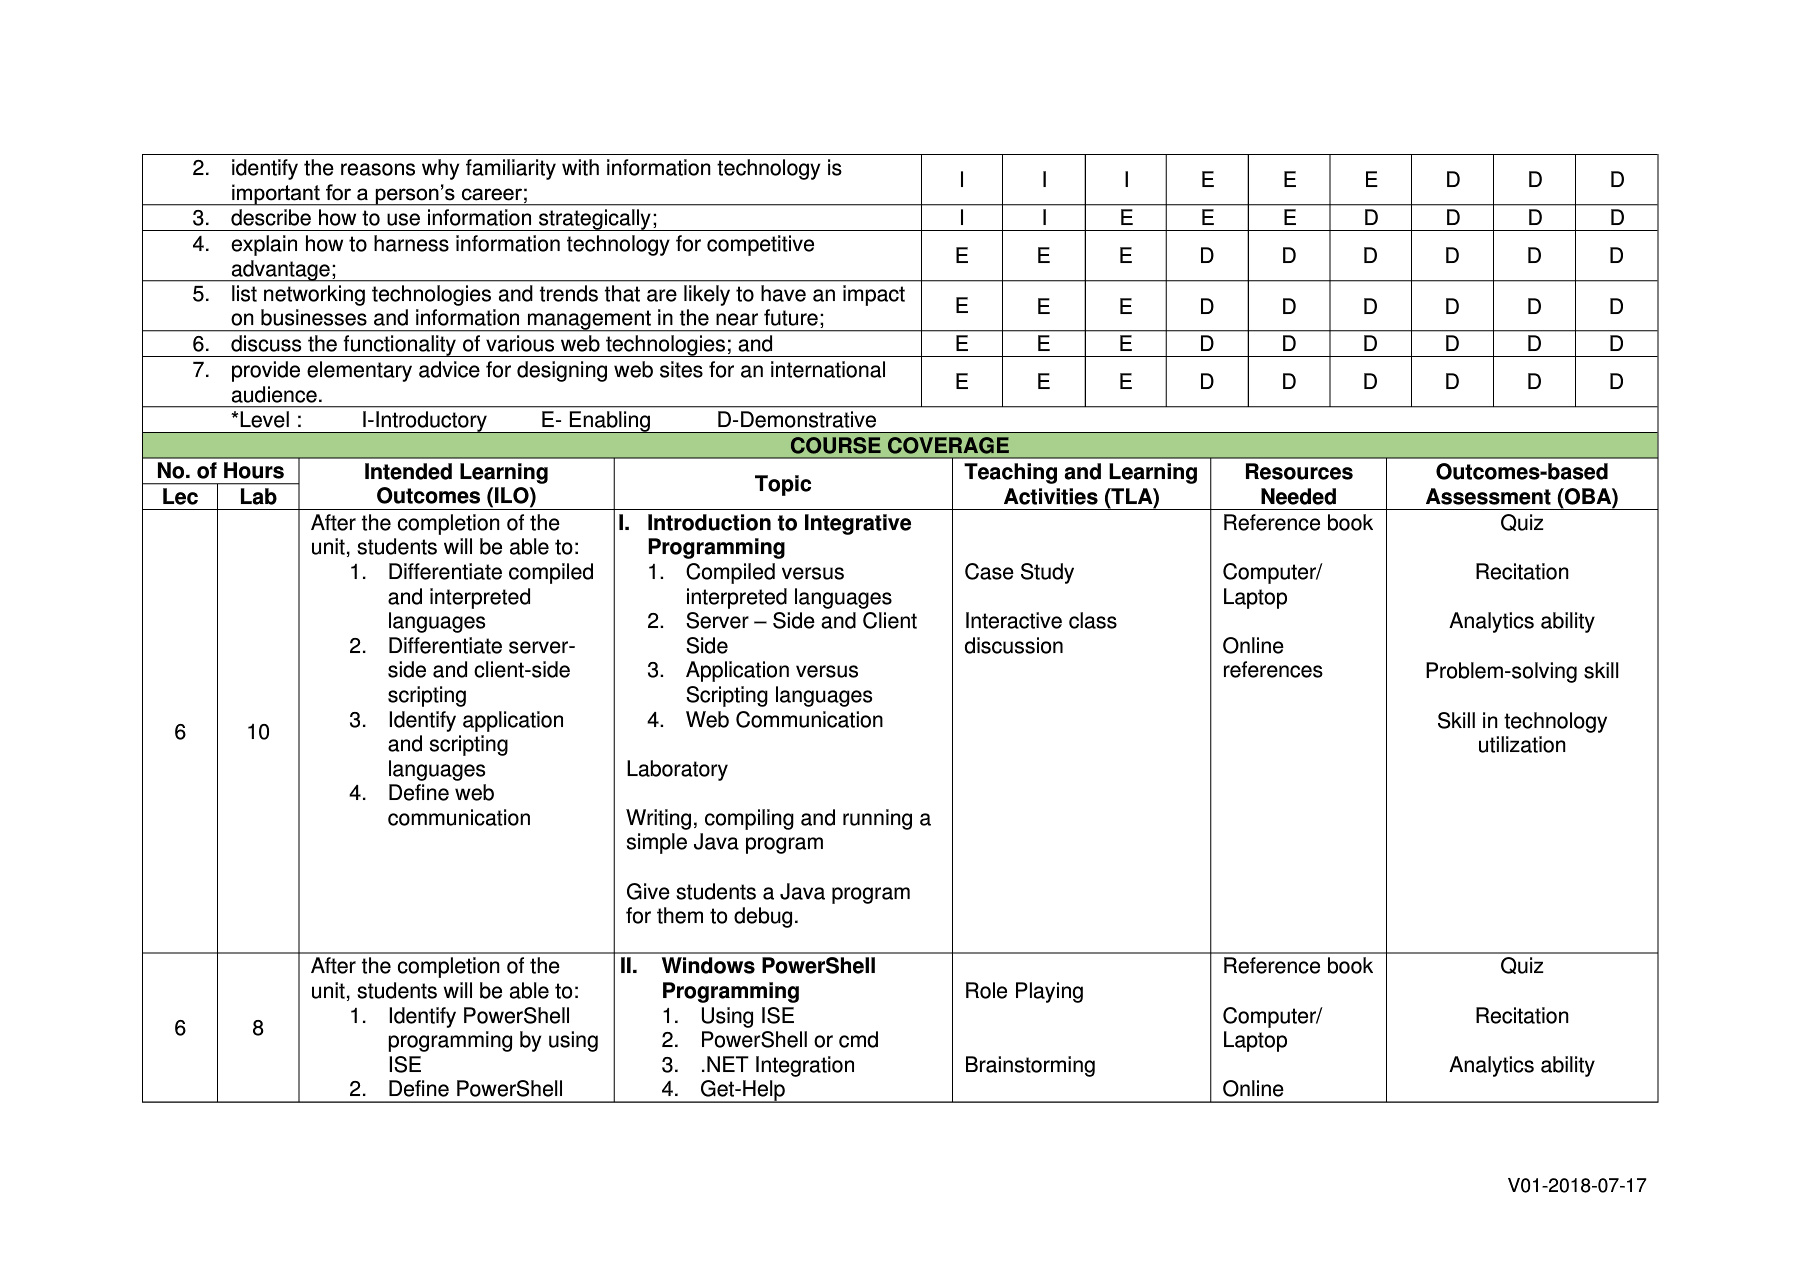 2. identify the reasons why familiarity with information technology is
important for a person's career;
I I I E E E D D D
3. describe how to use information strategically;
I I E E E D D D D
4. explain how to harness information technology for competitive
advantage;
E E E D D D D D D
5. list networking technologies and trends that are likely to have an impact
on businesses and information management in the near future;
E E E D D D D D D
6. discuss the functionality of various web technologies; and
E E E D D D D D D
7. provide elementary advice for designing web sites for an international
audience.
E E E D D D D D D
*Level : I-Introductory E- Enabling D-Demonstrative
COURSE COVERAGE
No. of Hours
Lec Lab
Intended Learning
Outcomes (ILO)
Topic
Teaching and Learning
Activities (TLA)
Resources
Needed
Outcomes-based
Assessment (OBA)
6
10
After the completion of the
unit, students will be able to:
1. Differentiate compiled
and interpreted
languages
2. Differentiate server-
side and client-side
scripting
3. Identify application
and scripting
languages
4. Define web
communication
I. Introduction to Integrative
Programming
1. Compiled versus
interpreted languages
2. Server – Side and Client
Side
3. Application versus
Scripting languages
4. Web Communication
Laboratory
Writing, compiling and running a
simple Java program
Give students a Java program
for them to debug.
Case Study
Interactive class
discussion
Reference book
Computer/
Laptop
Online
references
Quiz
Recitation
Analytics ability
Problem-solving skill
Skill in technology
utilization
6
8
After the completion of the
unit, students will be able to:
1. Identify PowerShell
programming by using
ISE
2. Define PowerShell
II. Windows PowerShell
Programming
1. Using ISE
2. PowerShell or cmd
3. .NET Integration
4. Get-Help
Role Playing
Brainstorming
Reference book
Computer/
Laptop
Online
Quiz
Recitation
Analytics ability
V01-2018-07-17